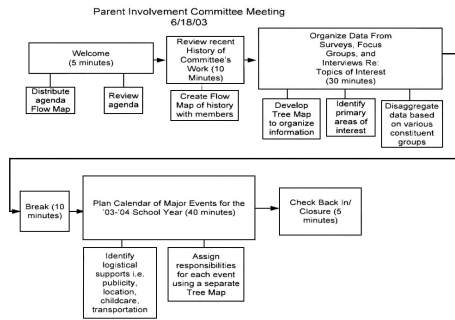 Parent Involvement Committee Meeting
6/18/03
Welcome
(5 minutes)
Distribute
agenda
Flow Map
Review
agenda
Review recent
History of
Committee's
Work (10
Minutes)
Create Flow
Map of history
with members
Organize Data From
Surveys, Focus
Groups, and
Interviews Re:
Topics of Interest
(30 minutes)
Develop
Tree Map
to organize
information
Identify
primary
areas of
interest
Disaggregate
data based
on various
constituent
groups
Break (10
minutes)
Plan Calendar of Major Events for the
'03-'04 School Year (40 minutes)
Identify
logistical
supports i.e.
publicity,
location,
childcare,
transportation
Assign
responsibilities
for each event
using a separate
Tree Map
Check Back In/
Closure (5
minutes)